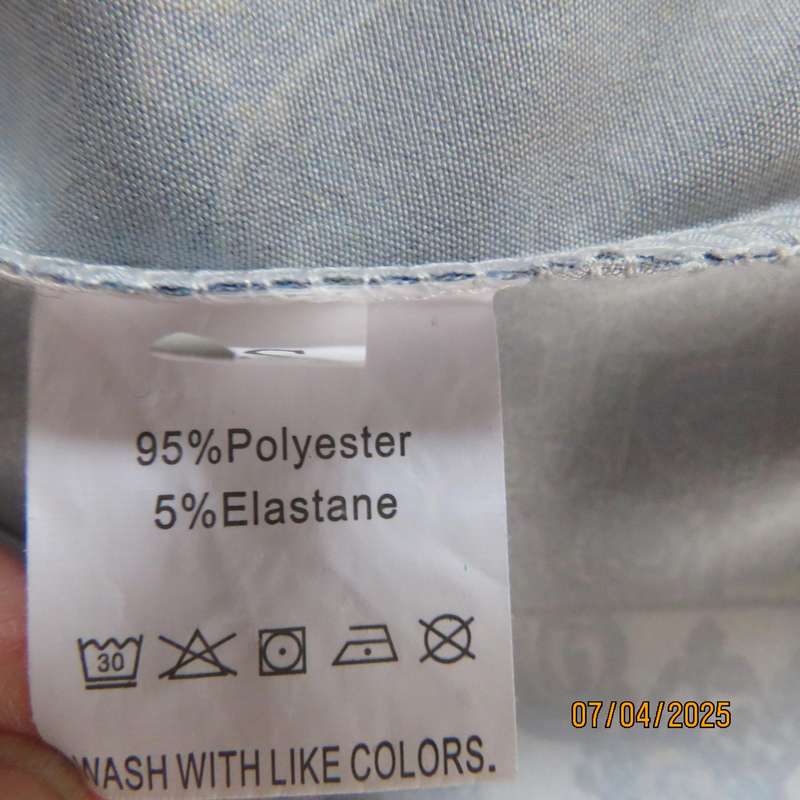 95%Polyester
5%Elastane
30
WASH WITH LIKE COLORS.
07/04/2025